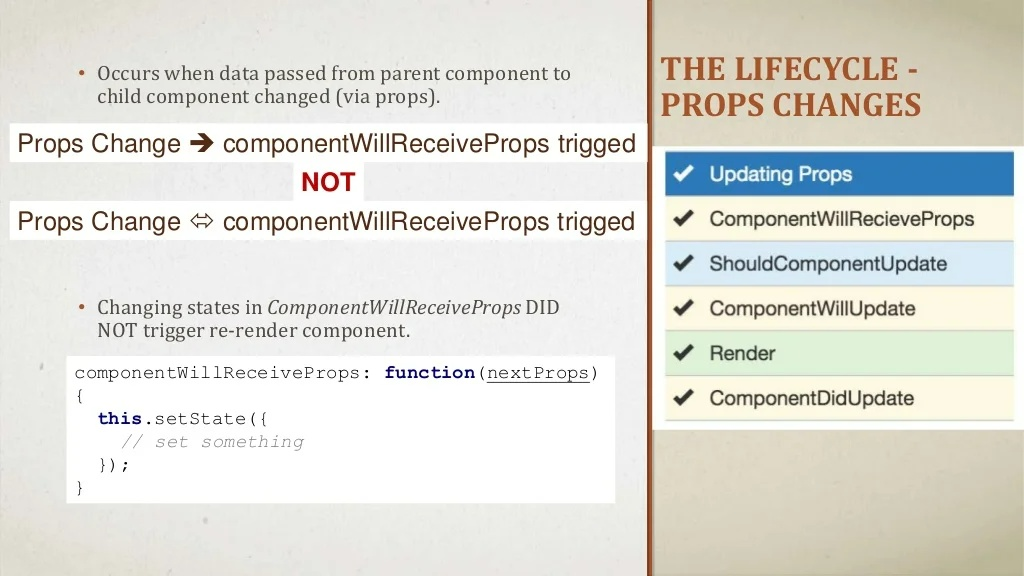 • Occurs when data passed from parent component to
child component changed (via props).
Props Change ➔ componentWillReceiveProps trigged
NOT
Props Change ⬄ componentWillReceiveProps trigged
• Changing states in ComponentWillReceiveProps DID
NOT trigger re-render component.
componentWillReceiveProps: function(nextProps)
{
  this.setState({
    // set something
  });
}
THE LIFECYCLE -
PROPS CHANGES
✔ Updating Props
✔ ComponentWillRecieveProps
✔ ShouldComponentUpdate
✔ ComponentWillUpdate
✔ Render
✔ ComponentDidUpdate